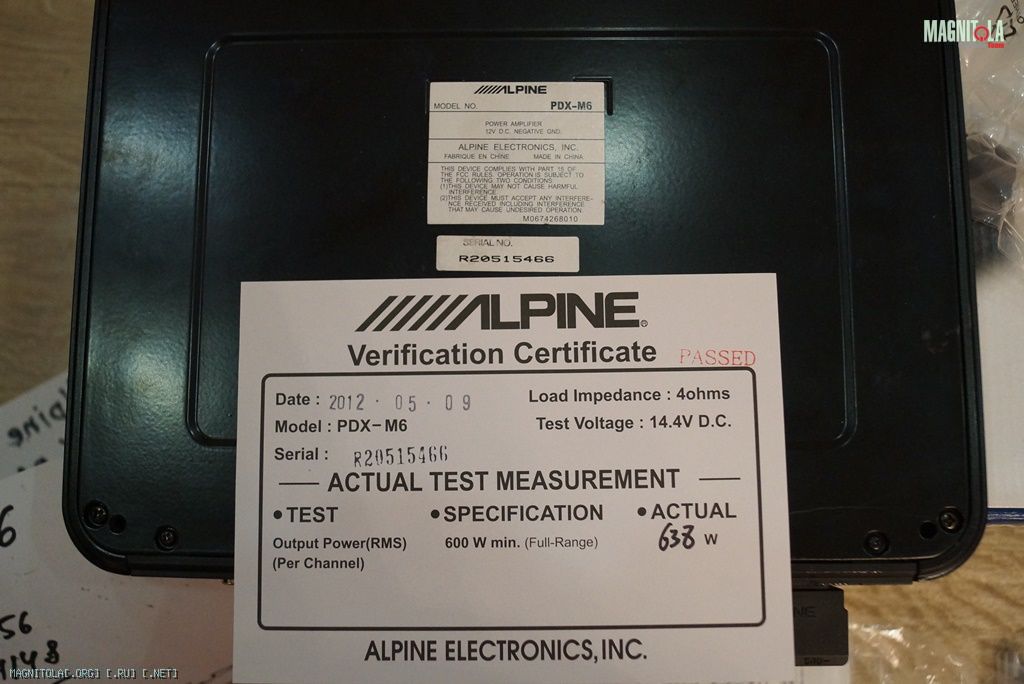 MAGNITOLA
Team
ALPINE
MODEL NO. PDX-M6
POWER AMPLIFIER
12V D.C. NEGATIVE GND.
ALPINE ELECTRONICS, INC.
FABRIQUE EN CHINE MADE IN CHINA
THIS DEVICE COMPLIES WITH PART 15 OF
THE FCC RULES. OPERATION IS SUBJECT TO
THE FOLLOWING TWO CONDITIONS:
(1)THIS DEVICE MAY NOT CAUSE HARMFUL
INTERFERENCE.
(2)THIS DEVICE MUST ACCEPT ANY INTERFERE-
NCE RECEIVED INCLUDING INTERFERENCE
THAT MAY CAUSE UNDESIRED OPERATION.
M0674268010
SERIAL NO.
R20515466
ALPINE®
Verification Certificate PASSED
Date : 2012 · 05 · 09 Load Impedance : 4ohms
Model : PDX-M6 Test Voltage : 14.4V D.C.
Serial : R20515466
ACTUAL TEST MEASUREMENT
• TEST • SPECIFICATION • ACTUAL
Output Power(RMS) 600 W min. (Full-Range) 638 W
(Per Channel)
ALPINE ELECTRONICS,INC.
6
56
MAGNITOLA[.ORG] [.RU] [.NET]